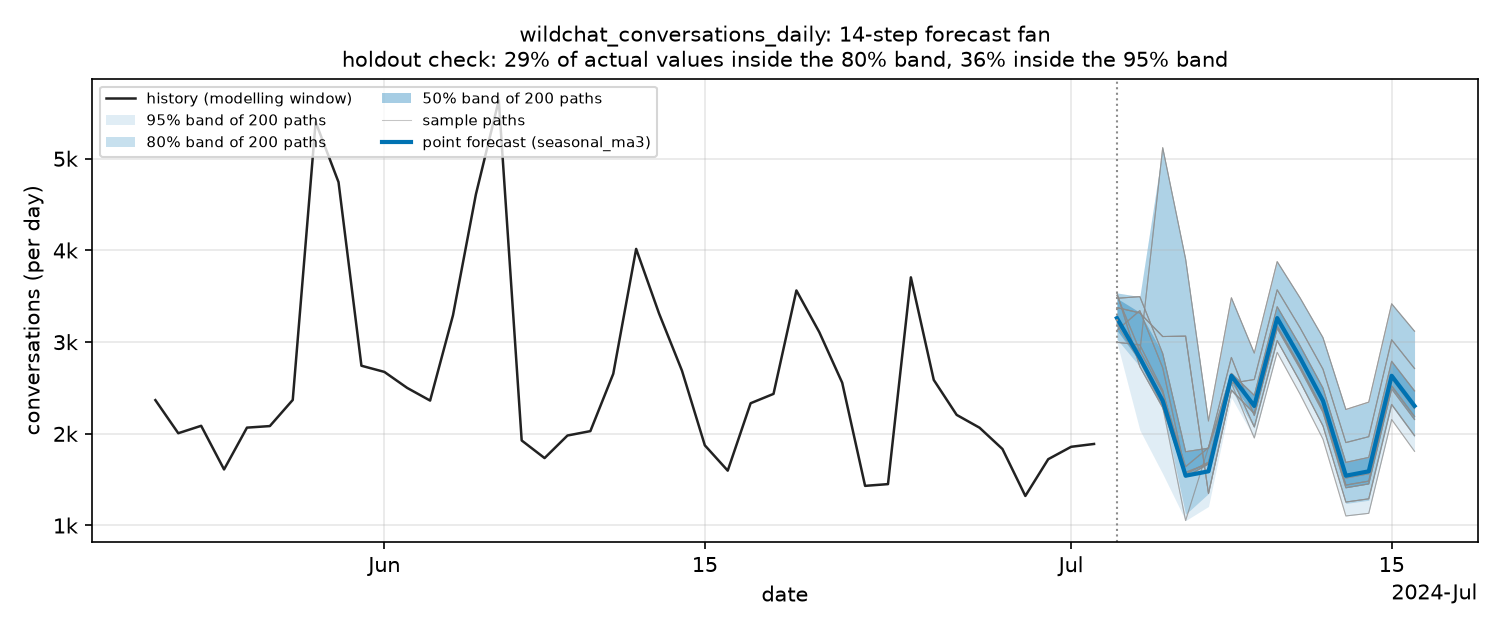 wildchat_conversations_daily: 14-step forecast fan
holdout check: 29% of actual values inside the 80% band, 36% inside the 95% band
history (modelling window)
95% band of 200 paths
80% band of 200 paths
50% band of 200 paths
sample paths
point forecast (seasonal_ma3)
conversations (per day)
5k
4k
3k
2k
1k
Jun
15
Jul
15
2024-Jul
date